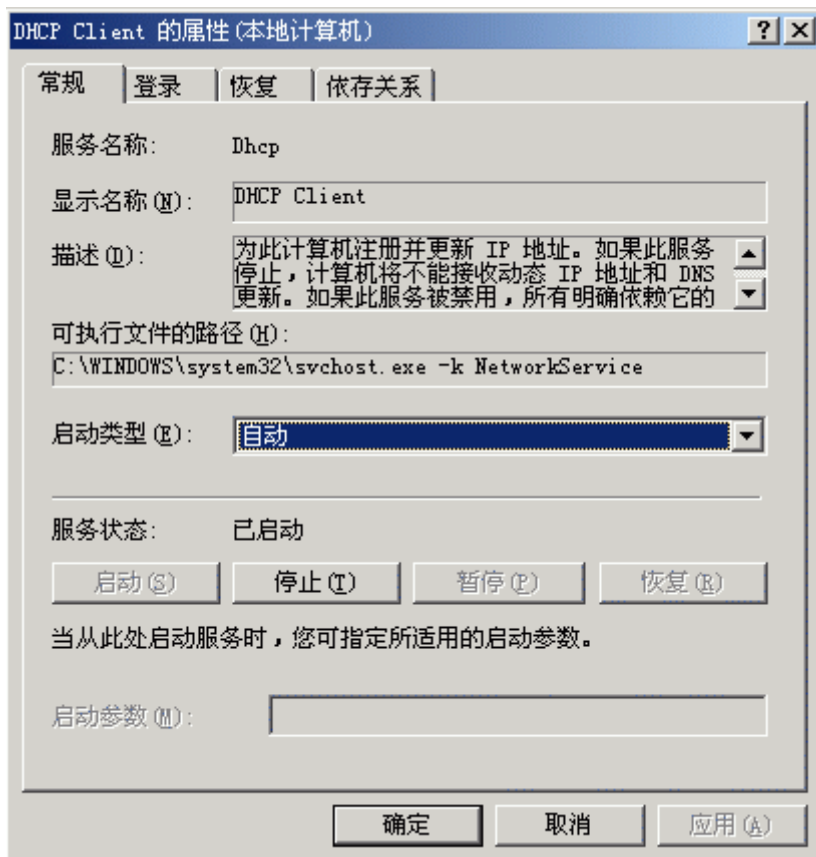 DHCP Client 的属性(本地计算机)
常规 登录 恢复 依存关系
服务名称: Dhcp
显示名称(N): DHCP Client
描述(D): 为此计算机注册并更新 IP 地址。如果此服务
停止,计算机将不能接收动态 IP 地址和 DNS
更新。如果此服务被禁用,所有明确依赖它的
可执行文件的路径(H):
C:\WINDOWS\system32\svchost.exe -k NetworkService
启动类型(E): 自动
服务状态: 已启动
启动(S) 停止(T) 暂停(P) 恢复(R)
当从此处启动服务时,您可指定所适用的启动参数。
启动参数(M):
确定 取消 应用(A)